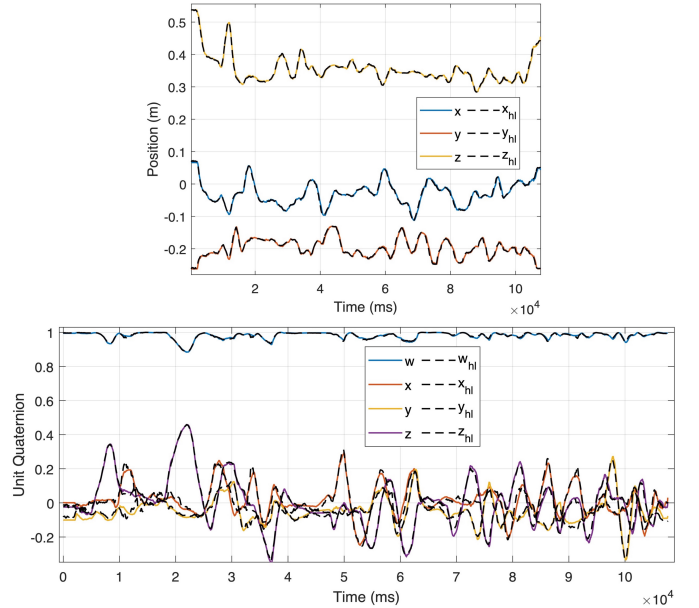 0.5
0.4
0.3
0.2
0.1
0
-0.1
-0.2
Position (m)
x x_hl
y y_hl
z z_hl
2 4 6 8 10
Time (ms)
×10^4
1
0.8
0.6
0.4
0.2
0
-0.2
Unit Quaternion
w w_hl
x x_hl
y y_hl
z z_hl
0 1 2 3 4 5 6 7 8 9 10
Time (ms)
×10^4